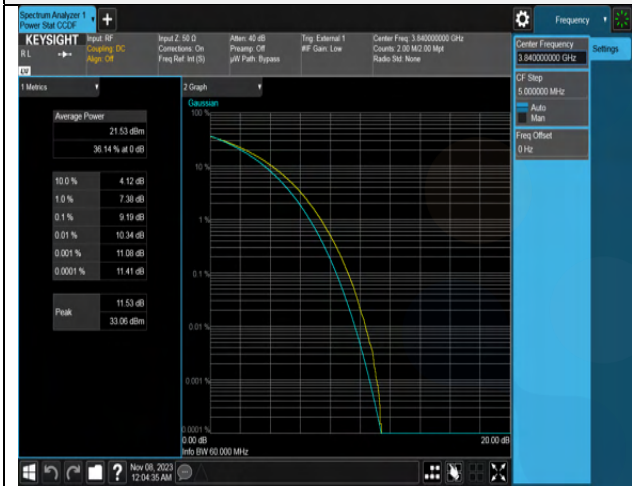 Spectrum Analyzer 1
Power Stat CCDF
Frequency
KEYSIGHT
Input: RF
Input Z: 50 Ω
Atten: 40 dB
Trig: External 1
Center Freq: 3.840000000 GHz
RL
Coupling: DC
Corrections: On
Preamp: Off
#IF Gain: Low
Counts: 2.00 M/2.00 Mpt
Align: Off
Freq Ref: Int (S)
µW Path: Bypass
Radio Std: None
Center Frequency
3.840000000 GHz
Settings
CF Step
5.000000 MHz
Auto
Man
Freq Offset
0 Hz
1 Metrics
2 Graph
Gaussian
Average Power
21.53 dBm
36.14 % at 0 dB
10.0 % 4.12 dB
1.0 % 7.38 dB
0.1 % 9.19 dB
0.01 % 10.34 dB
0.001 % 11.08 dB
0.0001 % 11.41 dB
Peak
11.53 dB
33.06 dBm
100 %
10 %
1 %
0.1 %
0.01 %
0.001 %
0.0001 %
0.00 dB
20.00 dB
Info BW 60.000 MHz
Nov 08, 2023
12:04:35 AM